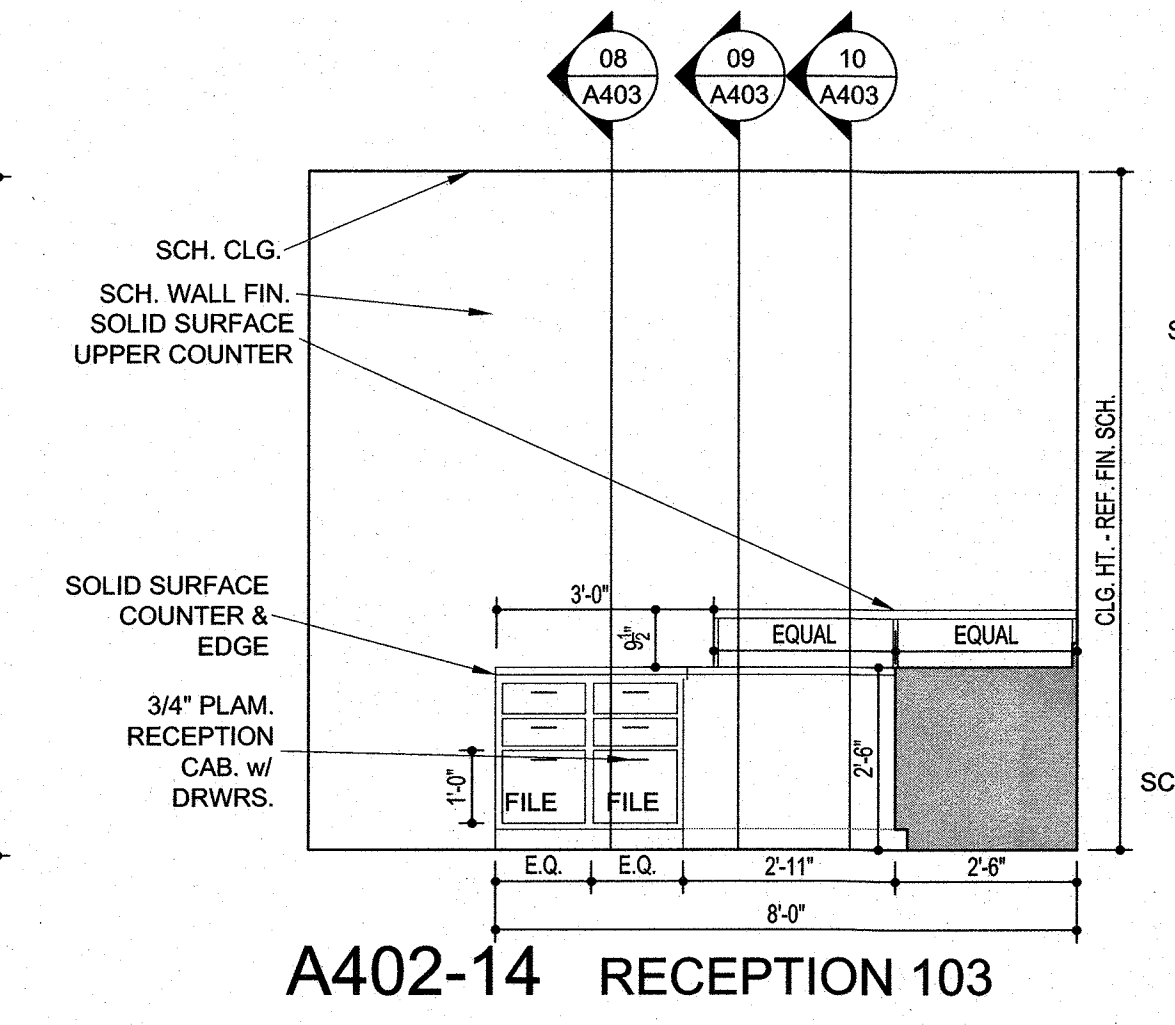 08
A403
09
A403
10
A403
SCH. CLG.
SCH. WALL FIN.
SOLID SURFACE
UPPER COUNTER
CLG. HT. - REF. FIN. SCH.
S
SOLID SURFACE
COUNTER &
EDGE
3'-0"
9 1/2"
EQUAL
EQUAL
3/4" PLAM.
RECEPTION
CAB. w/
DRWRS.
1'-0"
FILE
FILE
2'-6"
SC
E.Q.
E.Q.
2'-11"
2'-6"
8'-0"
A402-14 RECEPTION 103